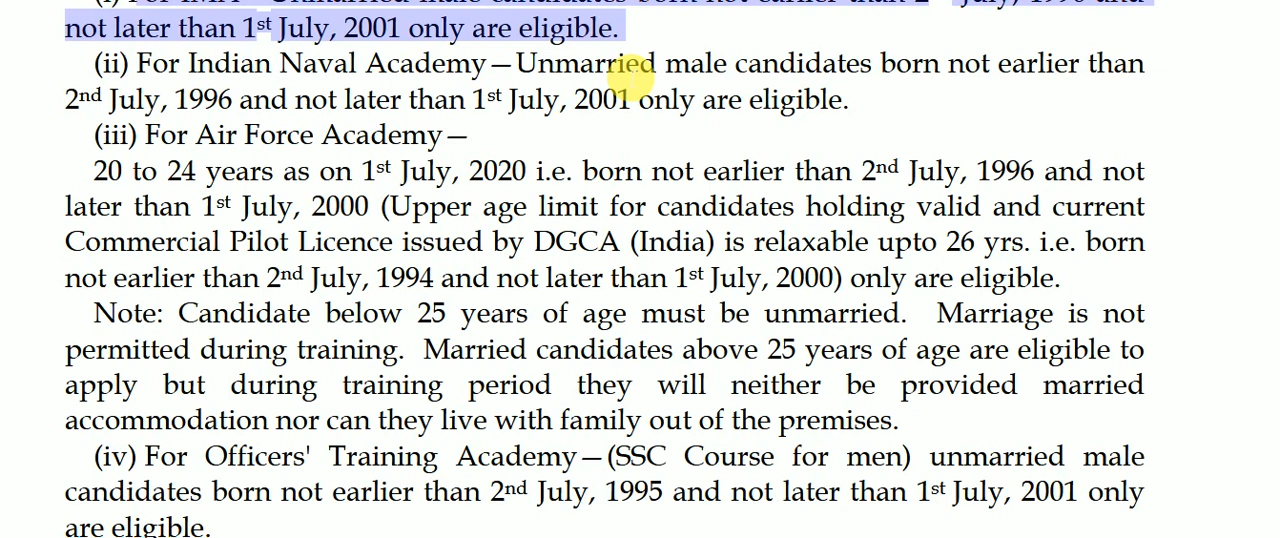 not later than 1st July, 2001 only are eligible.
(ii) For Indian Naval Academy—Unmarried male candidates born not earlier than
2nd July, 1996 and not later than 1st July, 2001 only are eligible.
(iii) For Air Force Academy—
20 to 24 years as on 1st July, 2020 i.e. born not earlier than 2nd July, 1996 and not
later than 1st July, 2000 (Upper age limit for candidates holding valid and current
Commercial Pilot Licence issued by DGCA (India) is relaxable upto 26 yrs. i.e. born
not earlier than 2nd July, 1994 and not later than 1st July, 2000) only are eligible.
Note: Candidate below 25 years of age must be unmarried. Marriage is not
permitted during training. Married candidates above 25 years of age are eligible to
apply but during training period they will neither be provided married
accommodation nor can they live with family out of the premises.
(iv) For Officers' Training Academy—(SSC Course for men) unmarried male
candidates born not earlier than 2nd July, 1995 and not later than 1st July, 2001 only
are eligible.